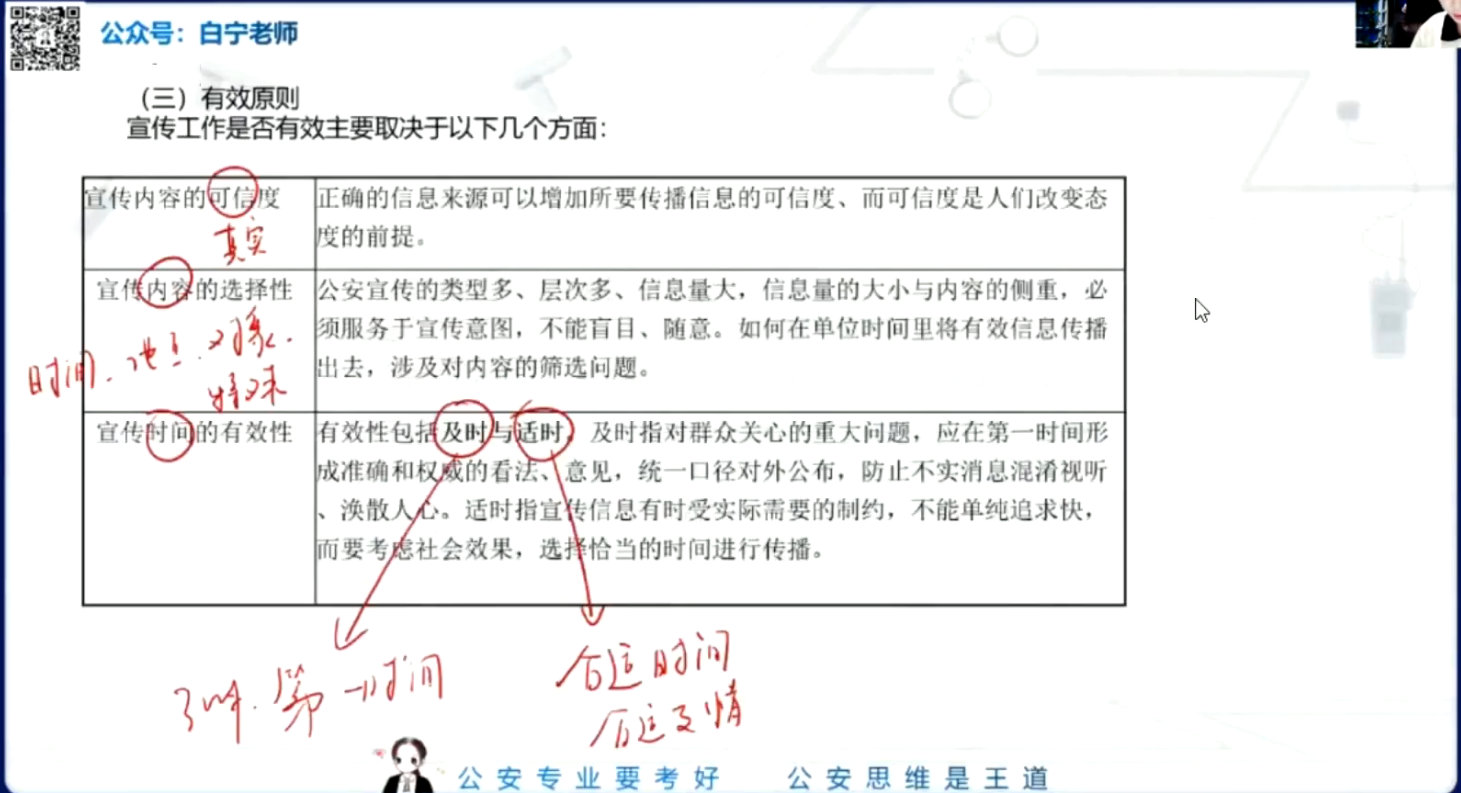 公众号：白宁老师
（三）有效原则
宣传工作是否有效主要取决于以下几个方面：
宣传内容的可信度
真实
正确的信息来源可以增加所要传播信息的可信度、而可信度是人们改变态
度的前提。
宣传内容的选择性
时间、地点、对象、
特殊
公安宣传的类型多、层次多、信息量大，信息量的大小与内容的侧重，必
须服务于宣传意图，不能盲目、随意。如何在单位时间里将有效信息传播
出去，涉及对内容的筛选问题。
宣传时间的有效性
有效性包括及时与适时。及时指对群众关心的重大问题，应在第一时间形
成准确和权威的看法、意见，统一口径对外公布，防止不实消息混淆视听
、涣散人心。适时指宣传信息有时受实际需要的制约，不能单纯追求快，
而要考虑社会效果，选择恰当的时间进行传播。
第一时间
合适时间
合适
公安专业要考好 公安思维是王道